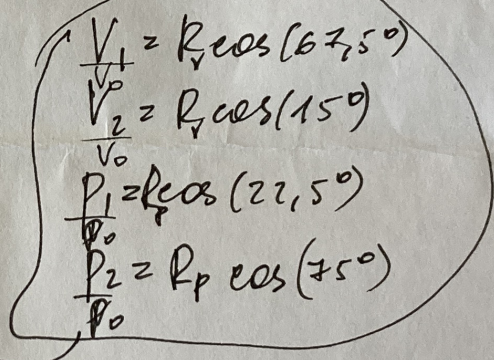 V₁/V₀ = Rᵥ cos(67,5°)
V₂/V₀ = Rᵥ cos(15°)
P₁/P₀ = Rₚ cos(22,5°)
P₂/P₀ = Rₚ cos(75°)